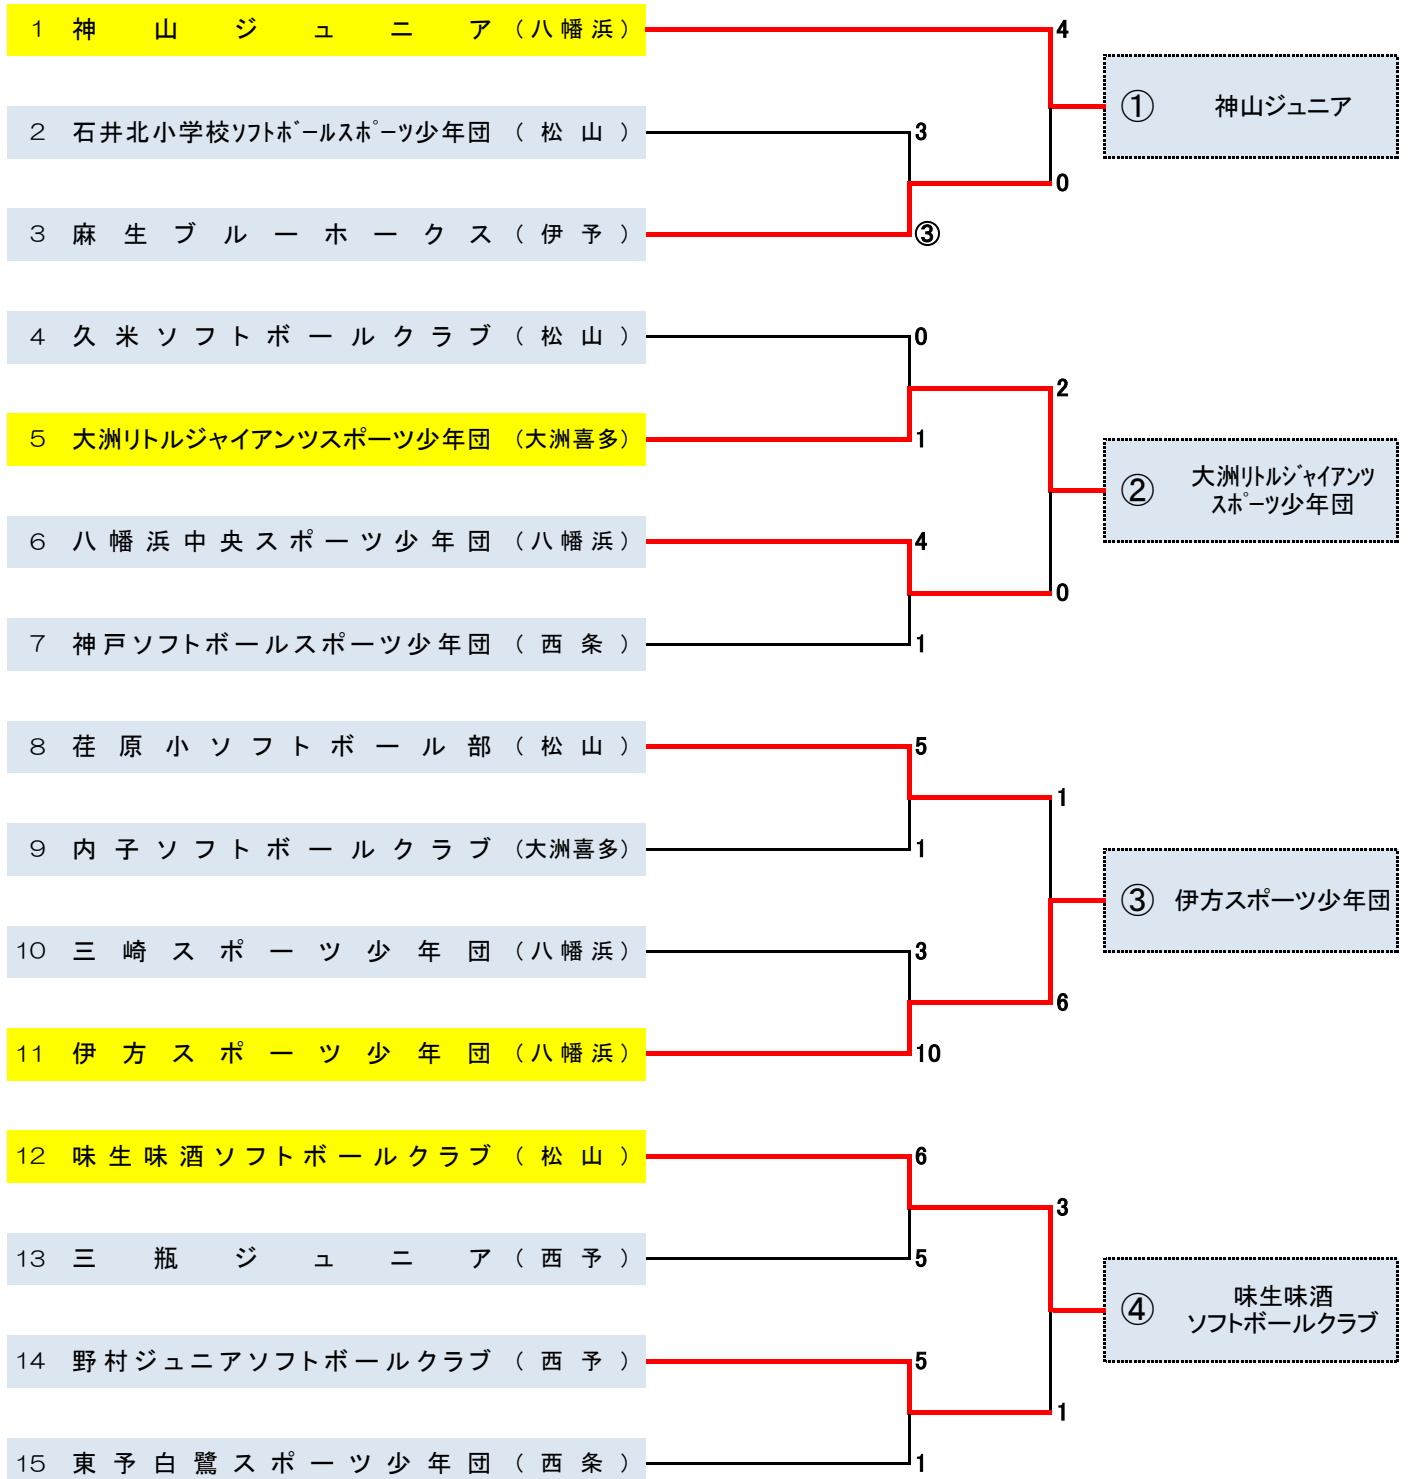 1 神山ジュニア (八幡浜) 4
① 神山ジュニア
2 石井北小学校ｿﾌﾄﾎﾞｰﾙｽﾎﾟｰﾂ少年団 (松山) 3
0
3 麻生ブルーホークス (伊予) ③
4 久米ソフトボールクラブ (松山) 0
2
5 大洲リトルジャイアンツスポーツ少年団 (大洲喜多) 1
② 大洲ﾘﾄﾙｼﾞｬｲｱﾝﾂ
ｽﾎﾟｰﾂ少年団
6 八幡浜中央スポーツ少年団 (八幡浜) 4
0
7 神戸ソフトボールスポーツ少年団 (西条) 1
8 荏原小ソフトボール部 (松山) 5
1
9 内子ソフトボールクラブ (大洲喜多) 1
③ 伊方スポーツ少年団
10 三崎スポーツ少年団 (八幡浜) 3
6
11 伊方スポーツ少年団 (八幡浜) 10
12 味生味酒ソフトボールクラブ (松山) 6
3
13 三瓶ジュニア (西予) 5
④ 味生味酒
ソフトボールクラブ
14 野村ジュニアソフトボールクラブ (西予) 5
1
15 東予白鷺スポーツ少年団 (西条) 1